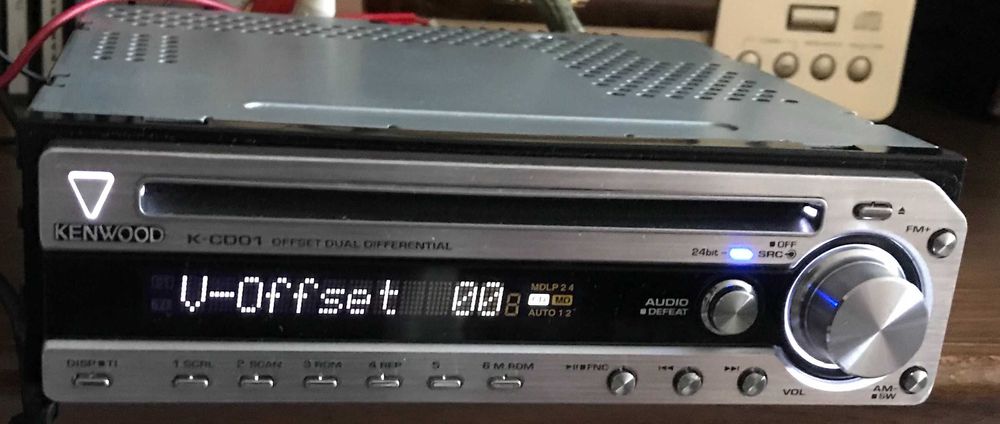 KENWOOD
K-CD01 OFFSET DUAL DIFFERENTIAL
24bit
OFF
SRC
FM+
V-Offset 00
MDLP 2 4
CD MD
AUTO 1 2
AUDIO
DEFEAT
DISP TI
1 SCRL
2 SCAN
3 RDM
4 REP
5
6 M.RDM
FNC
VOL
AM-
SW